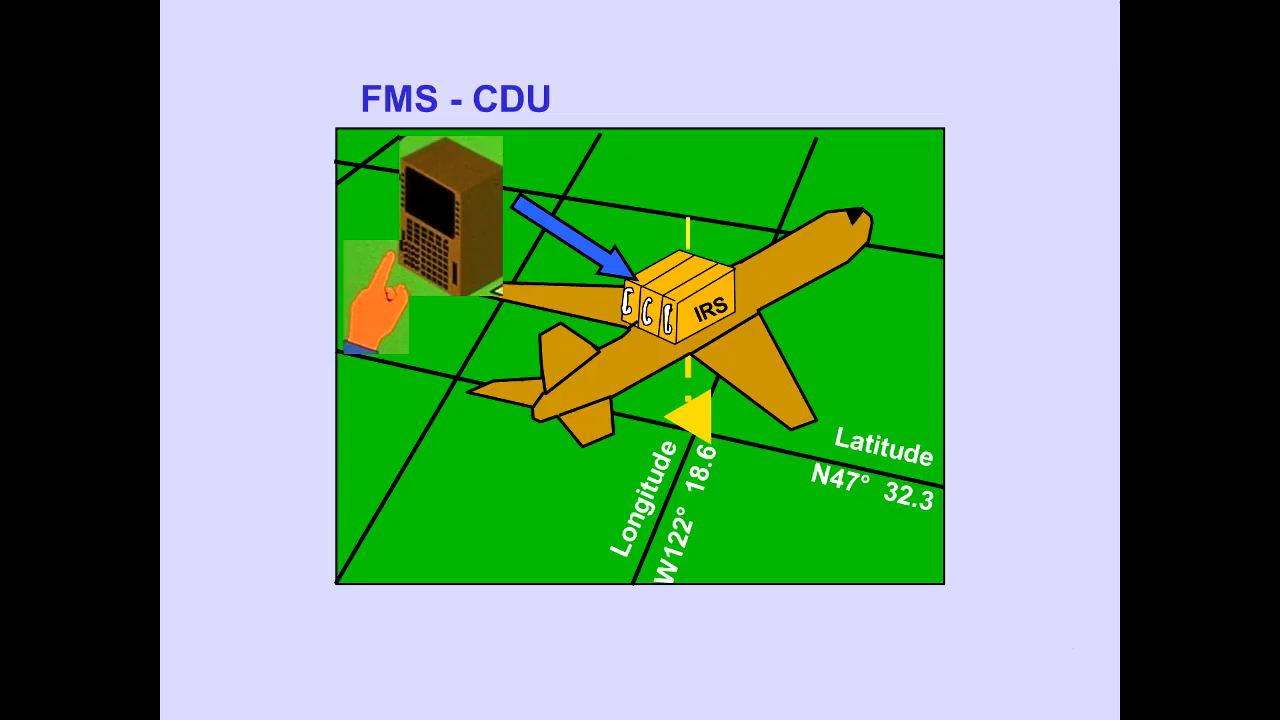 FMS - CDU
IRS
Latitude
N47° 32.3
Longitude
W122° 18.6